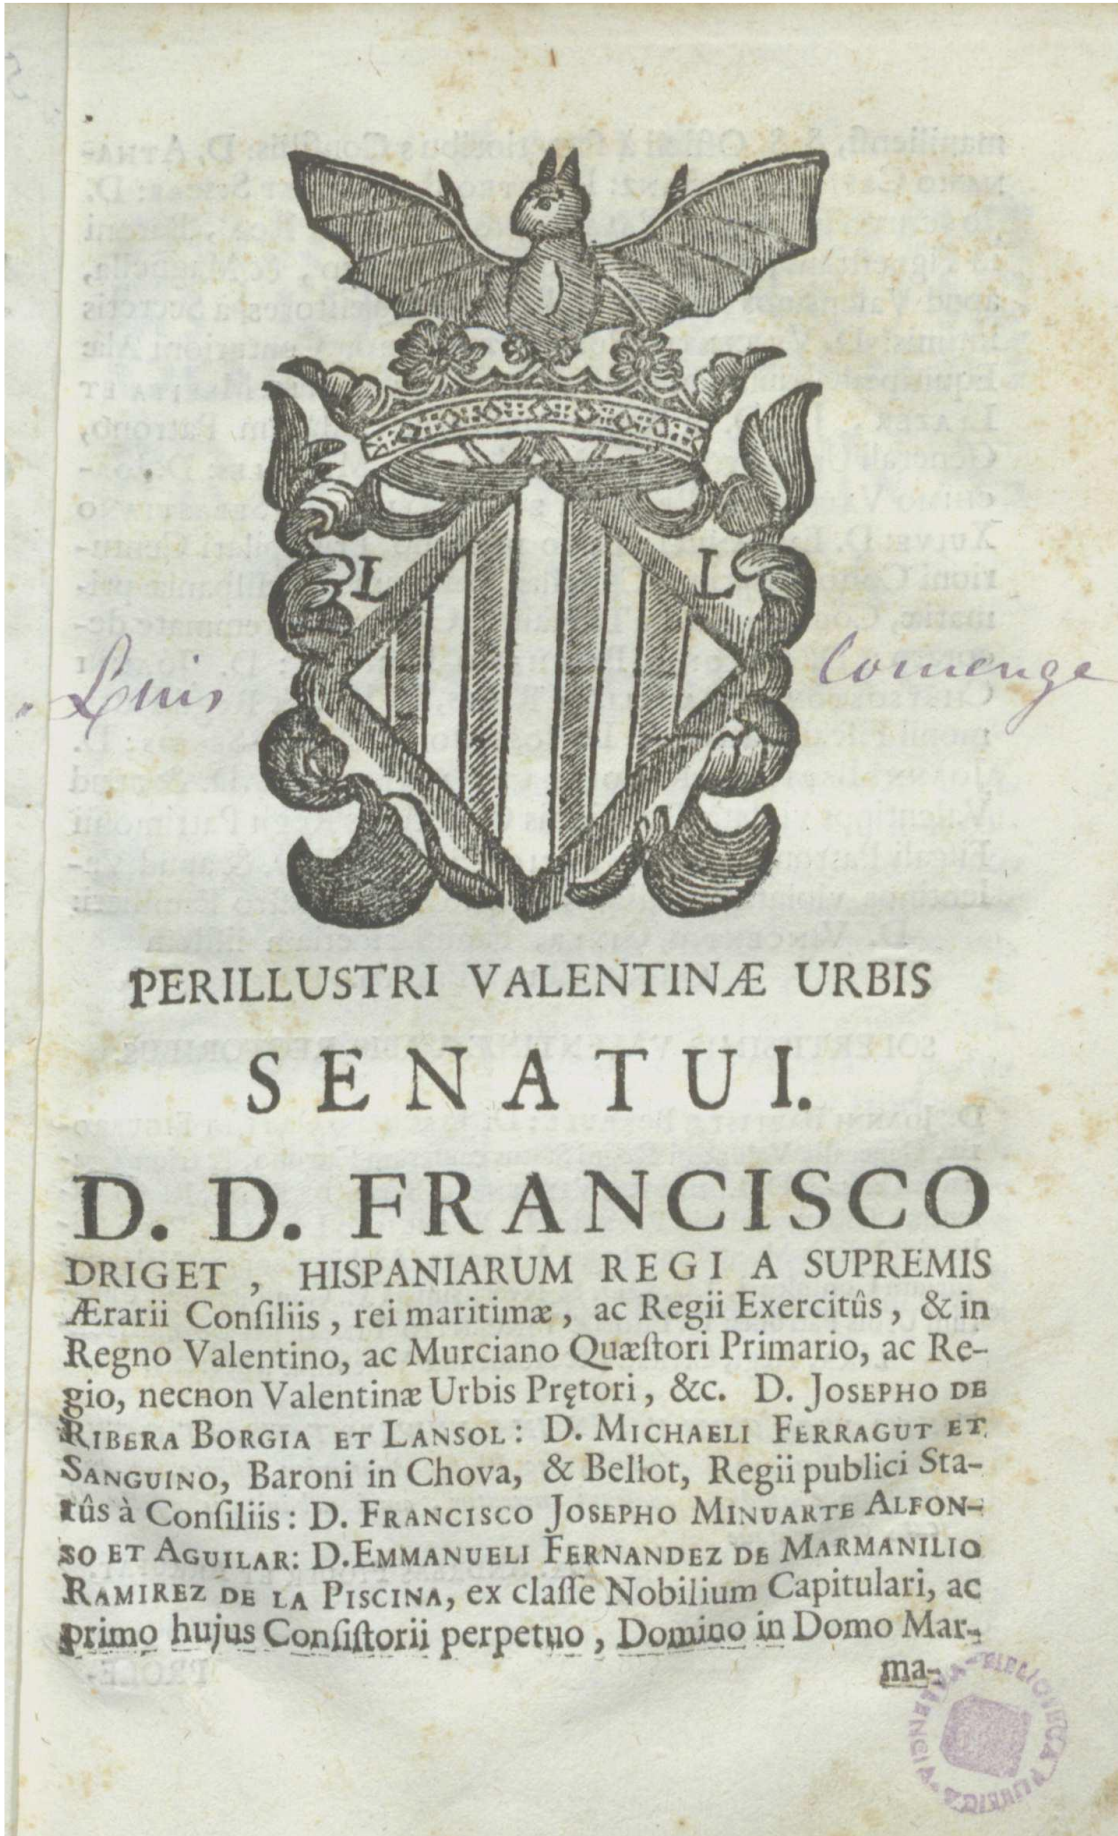 L L
Luis Comenge
PERILLUSTRI VALENTINÆ URBIS
SENATUI.
D. D. FRANCISCO
DRIGET, HISPANIARUM REGI A SUPREMIS
Ærarii Conſiliis, rei maritimæ, ac Regii Exercitûs, & in
Regno Valentino, ac Murciano Quæſtori Primario, ac Re-
gio, necnon Valentinæ Urbis Prętori, &c. D. JOSEPHO DE
RIBERA BORGIA ET LANSOL: D. MICHAELI FERRAGUT ET
SANGUINO, Baroni in Chova, & Bellot, Regii publici Sta-
tûs à Conſiliis: D. FRANCISCO JOSEPHO MINUARTE ALFON-
SO ET AGUILAR: D. EMMANUELI FERNANDEZ DE MARMANILIO
RAMIREZ DE LA PISCINA, ex claſſe Nobilium Capitulari, ac
primo hujus Conſiſtorii perpetuo, Domino in Domo Mar-
ma-
BIBLIOTECA PUBLICA VALENCIA